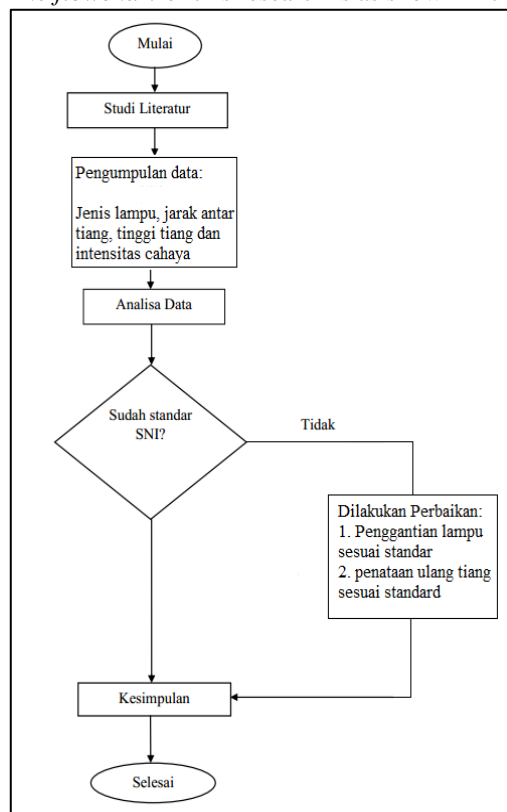 Mulai
Studi Literatur
Pengumpulan data:
Jenis lampu, jarak antar
tiang, tinggi tiang dan
intensitas cahaya
Analisa Data
Sudah standar
SNI?
Tidak
Dilakukan Perbaikan:
1. Penggantian lampu
sesuai standar
2. penataan ulang tiang
sesuai standard
Kesimpulan
Selesai